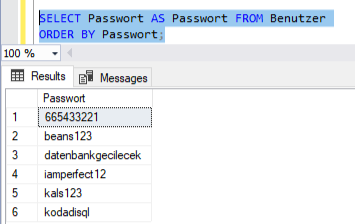 SELECT Passwort AS Passwort FROM Benutzer
ORDER BY Passwort;
100 %
Results Messages
Passwort
1 665433221
2 beans123
3 datenbankgecilecek
4 iamperfect12
5 kals123
6 kodadisql